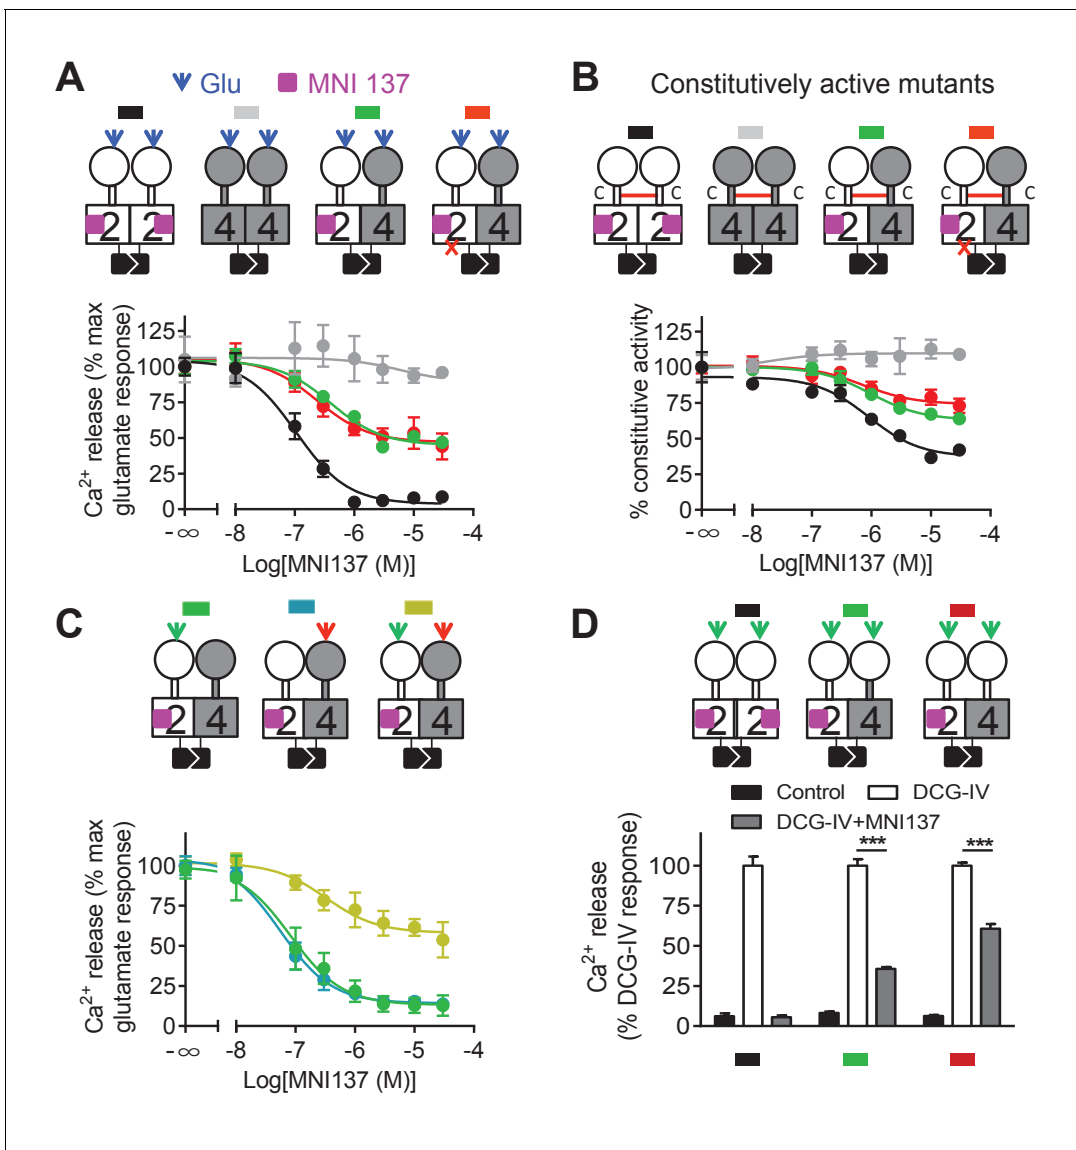 A
Glu
MNI 137
2 2
4 4
2 4
2 4
x
Ca2+ release (% max
glutamate response)
125
100
75
50
25
0
-∞
-8
-7
-6
-5
-4
Log[MNI137 (M)]
B
Constitutively active mutants
C C
C C
C C
C C
2 2
4 4
2 4
2 4
x
% constitutive activity
125
100
75
50
25
0
-∞
-8
-7
-6
-5
-4
Log[MNI137 (M)]
C
2 4
2 4
2 4
Ca2+ release (% max
glutamate response)
100
75
50
25
0
-∞
-8
-7
-6
-5
-4
Log[MNI137 (M)]
D
2 2
2 4
2 4
Control
DCG-IV
DCG-IV+MNI137
Ca2+ release
(% DCG-IV response)
100
75
50
25
0
***
***